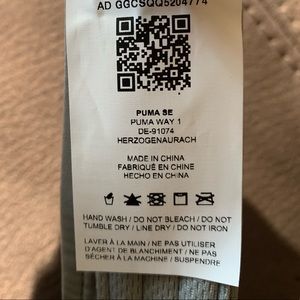 AD GGCSQQ5204774
PUMA SE
PUMA WAY 1
DE-91074
HERZOGENAURACH
MADE IN CHINA
FABRIQUÉ EN CHINE
HECHO EN CHINA
HAND WASH / DO NOT BLEACH / DO NOT
TUMBLE DRY / LINE DRY / DO NOT IRON
LAVER À LA MAIN / NE PAS UTILISER
D'AGENT DE BLANCHIMENT / NE PAS
SÉCHER À LA MACHINE / SUSPENDRE